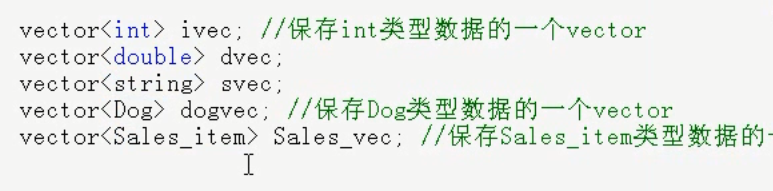 vector<int> ivec; //保存int类型数据的一个vector
vector<double> dvec;
vector<string> svec;
vector<Dog> dogvec; //保存Dog类型数据的一个vector
vector<Sales_item> Sales_vec; //保存Sales_item类型数据的